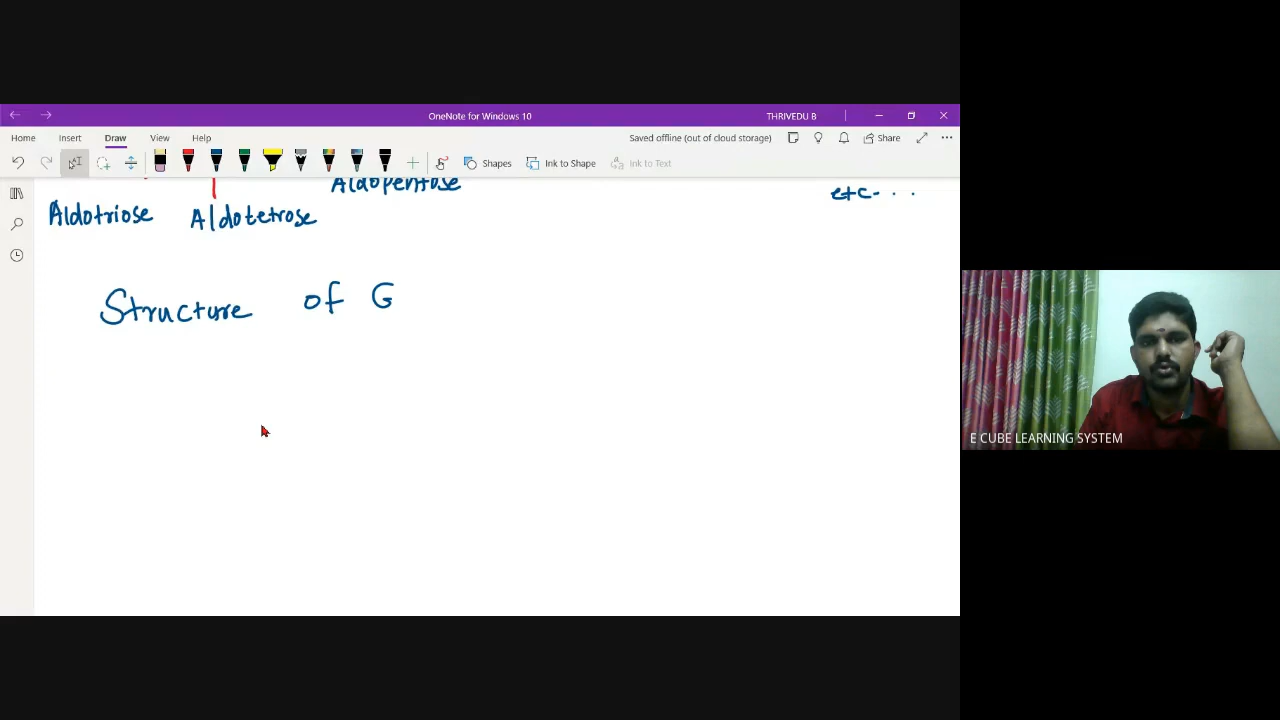 OneNote for Windows 10
THRIVEDU B
Home Insert Draw View Help
Saved offline (out of cloud storage)
Share
Shapes
Ink to Shape
Ink to Text
Aldopentose
etc...
Aldotriose Aldotetrose
Structure of G
E CUBE LEARNING SYSTEM